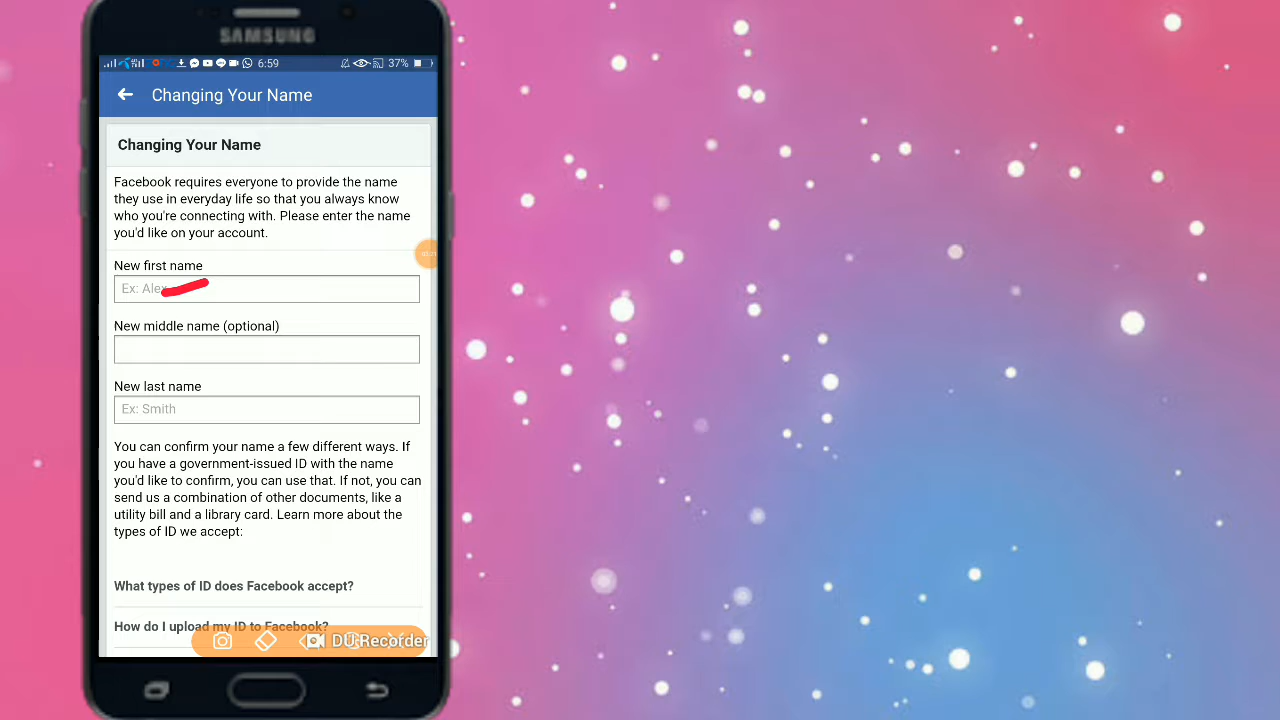 SAMSUNG
6:59
37%
Changing Your Name
Changing Your Name
Facebook requires everyone to provide the name
they use in everyday life so that you always know
who you're connecting with. Please enter the name
you'd like on your account.
New first name
Ex: Alex
New middle name (optional)
New last name
Ex: Smith
You can confirm your name a few different ways. If
you have a government-issued ID with the name
you'd like to confirm, you can use that. If not, you can
send us a combination of other documents, like a
utility bill and a library card. Learn more about the
types of ID we accept:
What types of ID does Facebook accept?
How do I upload my ID to Facebook?
DU Recorder